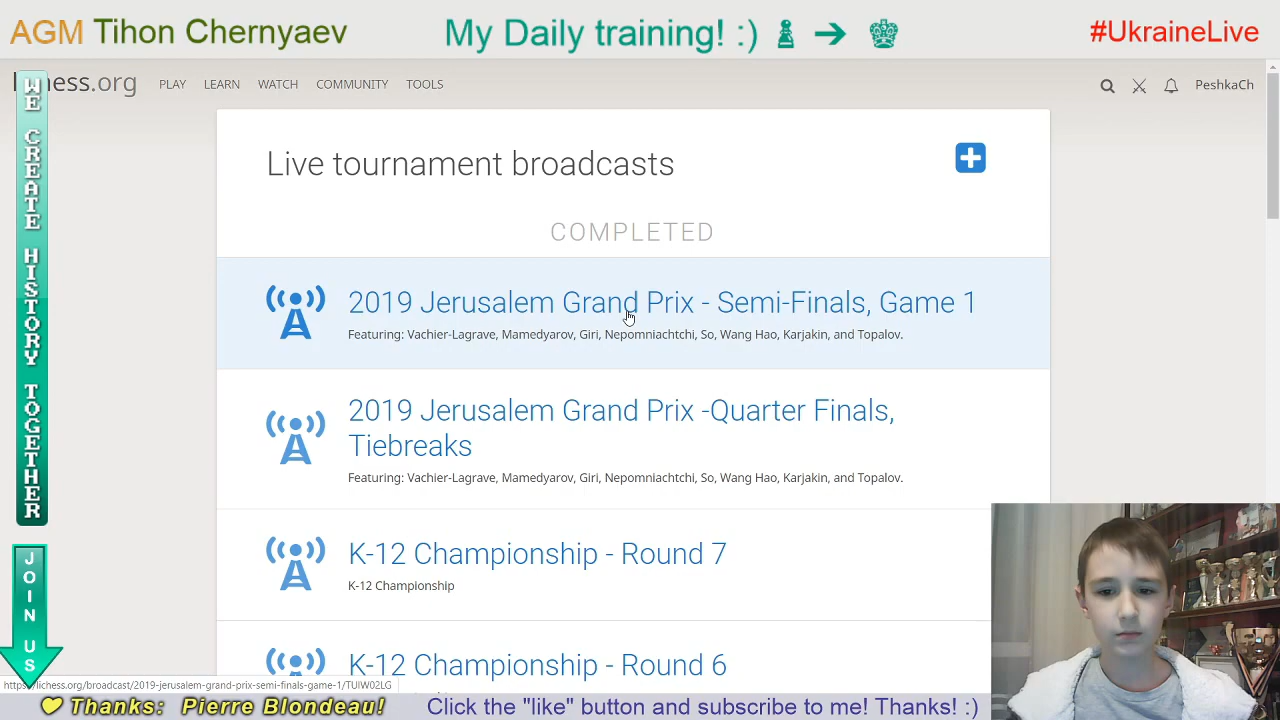 AGM Tihon Chernyaev
My Daily training! :)
#UkraineLive
lichess.org
PLAY
LEARN
WATCH
COMMUNITY
TOOLS
PeshkaCh
WE CREATE HISTORY TOGETHER
JOIN US
Live tournament broadcasts
COMPLETED
2019 Jerusalem Grand Prix - Semi-Finals, Game 1
Featuring: Vachier-Lagrave, Mamedyarov, Giri, Nepomniachtchi, So, Wang Hao, Karjakin, and Topalov.
2019 Jerusalem Grand Prix -Quarter Finals,
Tiebreaks
Featuring: Vachier-Lagrave, Mamedyarov, Giri, Nepomniachtchi, So, Wang Hao, Karjakin, and Topalov.
K-12 Championship - Round 7
K-12 Championship
K-12 Championship - Round 6
https://lichess.org/broadcast/2019-jerusalem-grand-prix-semi-finals-game-1/TUIW02LG
Thanks: Pierre Blondeau!
Click the "like" button and subscribe to me! Thanks! :)